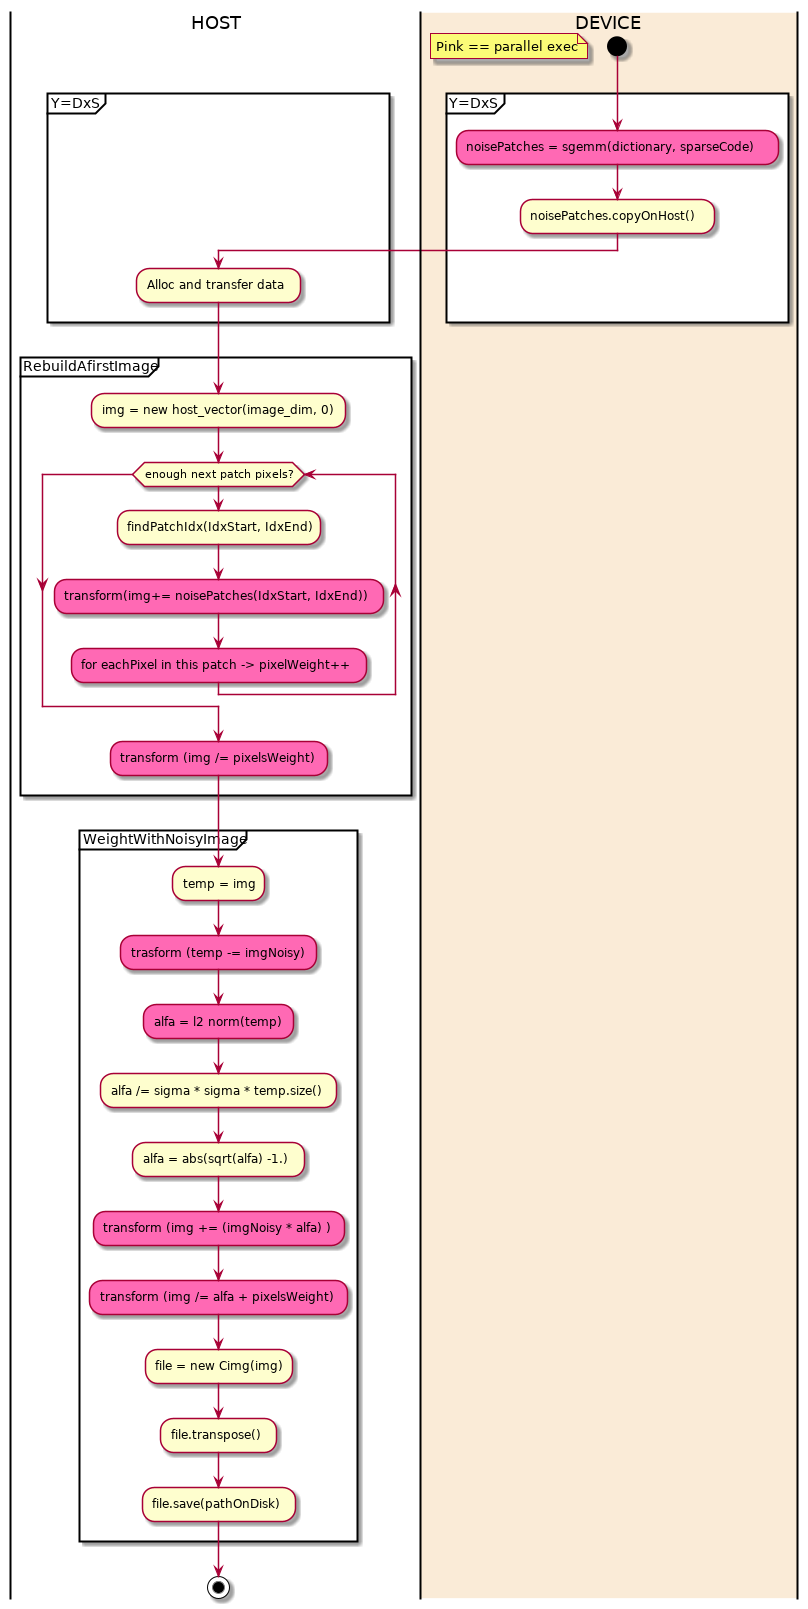 HOST
DEVICE
Pink == parallel exec
Y=DxS
Y=DxS
noisePatches = sgemm(dictionary, sparseCode)
noisePatches.copyOnHost()
Alloc and transfer data
RebuildAfirstImage
img = new host_vector(image_dim, 0)
enough next patch pixels?
findPatchIdx(IdxStart, IdxEnd)
transform(img+= noisePatches(IdxStart, IdxEnd))
for eachPixel in this patch -> pixelWeight++
transform (img /= pixelsWeight)
WeightWithNoisyImage
temp = img
trasform (temp -= imgNoisy)
alfa = l2 norm(temp)
alfa /= sigma * sigma * temp.size()
alfa = abs(sqrt(alfa) -1.)
transform (img += (imgNoisy * alfa) )
transform (img /= alfa + pixelsWeight)
file = new Cimg(img)
file.transpose()
file.save(pathOnDisk)